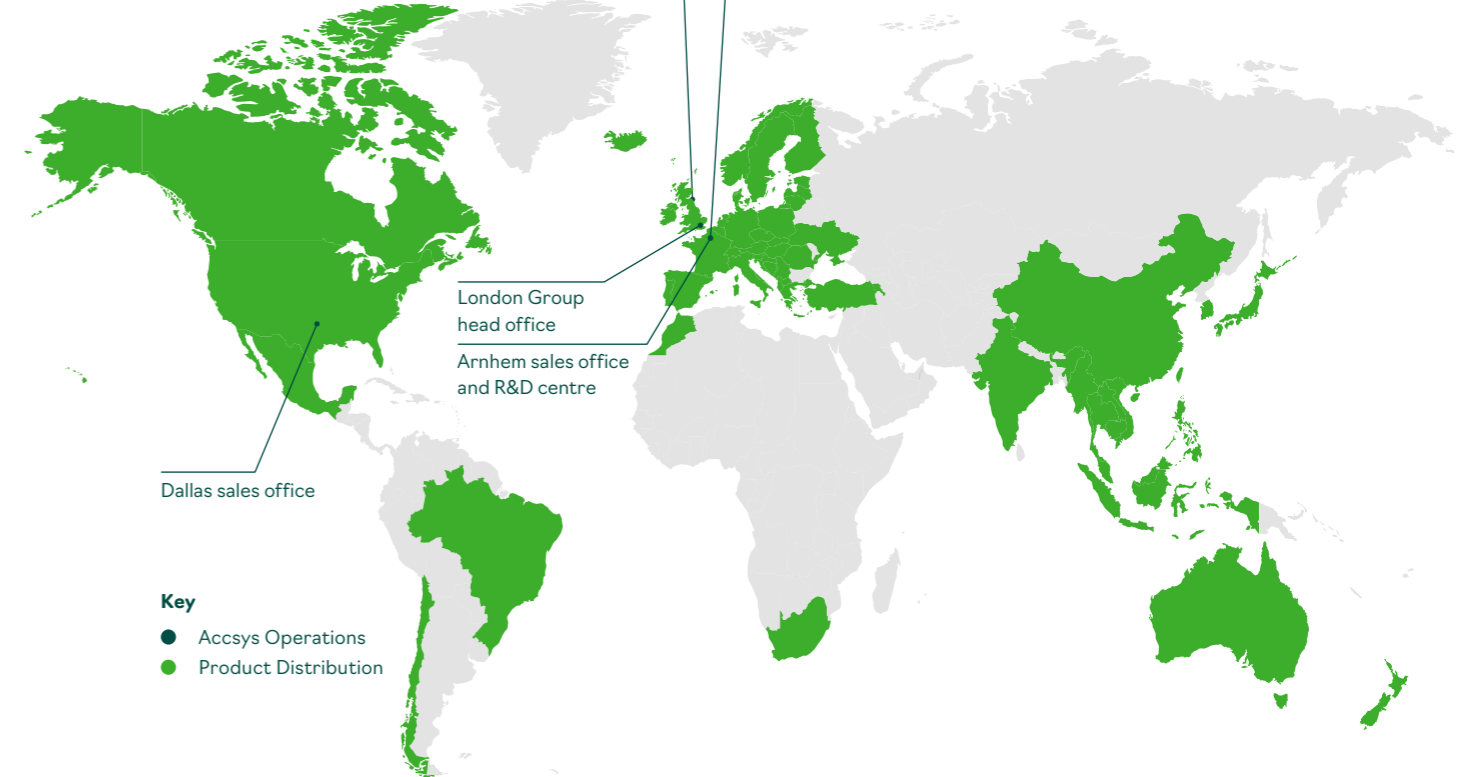 London Group
head office
Arnhem sales office
and R&D centre
Dallas sales office
Key
Accsys Operations
Product Distribution